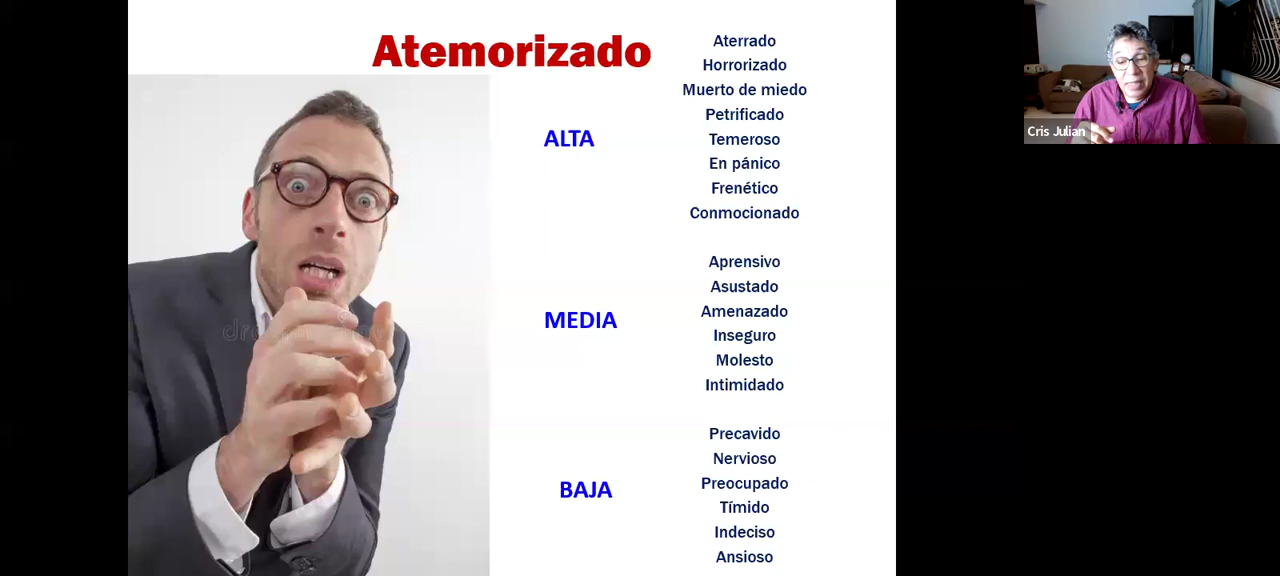 Atemorizado
ALTA
Aterrado
Horrorizado
Muerto de miedo
Petrificado
Temeroso
En pánico
Frenético
Conmocionado
MEDIA
Aprensivo
Asustado
Amenazado
Inseguro
Molesto
Intimidado
BAJA
Precavido
Nervioso
Preocupado
Tímido
Indeciso
Ansioso
Cris Julian